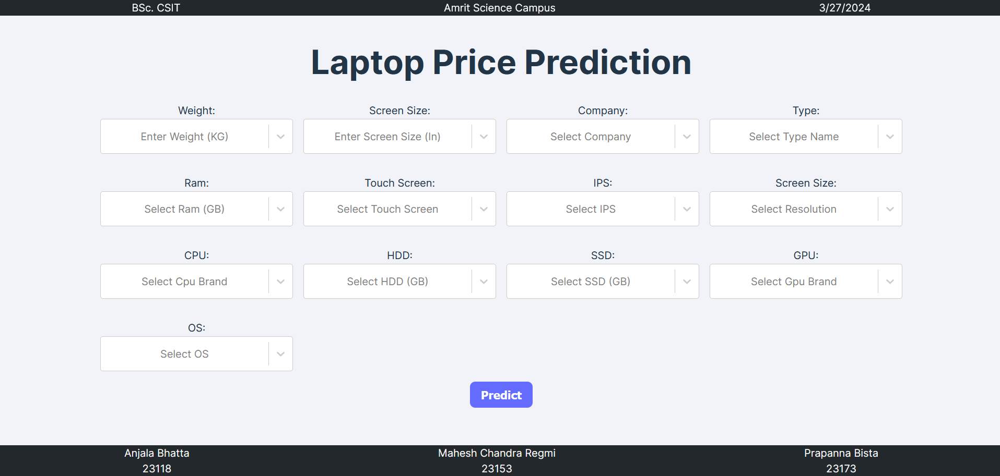 BSc. CSIT Amrit Science Campus 3/27/2024
Laptop Price Prediction
Weight: Screen Size: Company: Type:
Enter Weight (KG) Enter Screen Size (In) Select Company Select Type Name
Ram: Touch Screen: IPS: Screen Size:
Select Ram (GB) Select Touch Screen Select IPS Select Resolution
CPU: HDD: SSD: GPU:
Select Cpu Brand Select HDD (GB) Select SSD (GB) Select Gpu Brand
OS:
Select OS
Predict
Anjala Bhatta Mahesh Chandra Regmi Prapanna Bista
23118 23153 23173